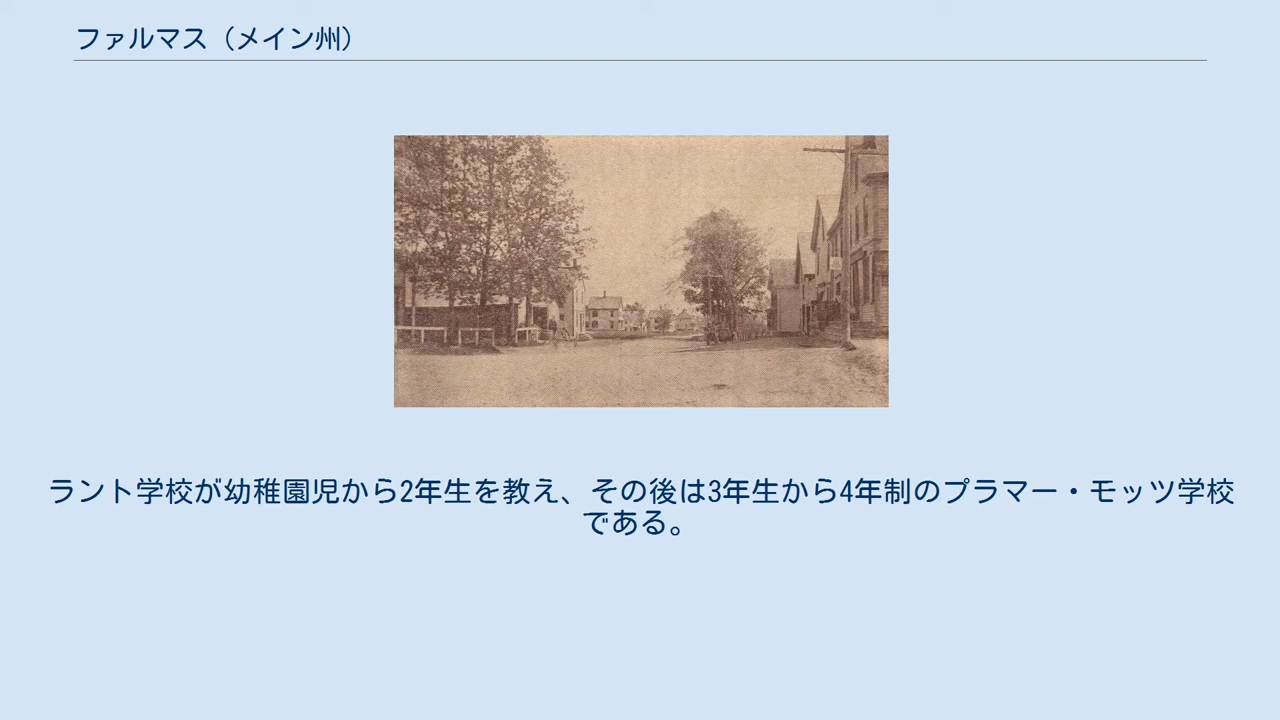 ファルマス（メイン州）
ラント学校が幼稚園児から2年生を教え、その後は3年生から4年制のプラマー・モッツ学校
である。